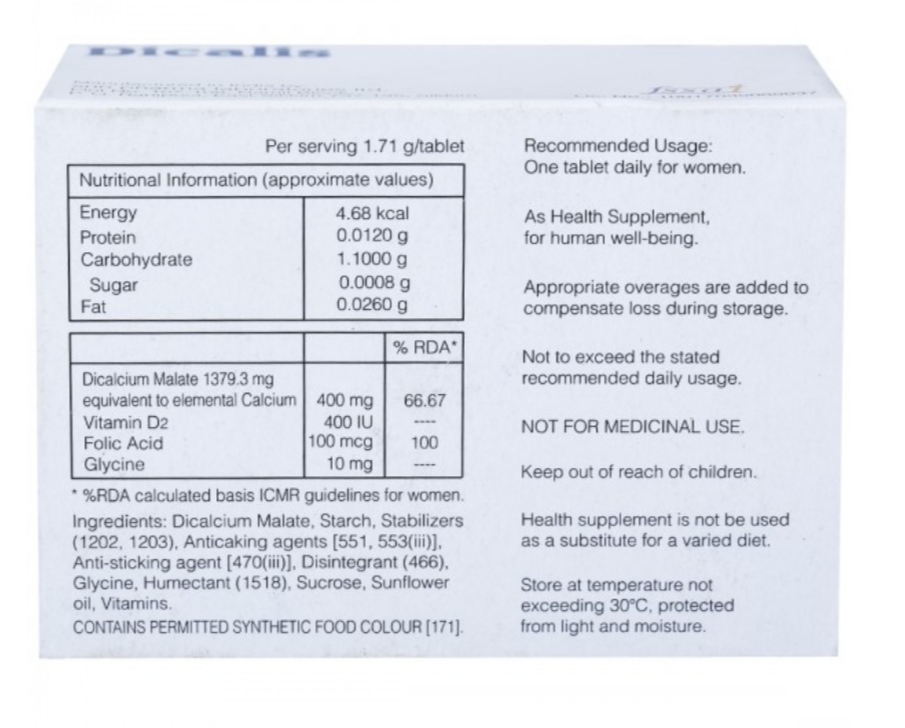 Dicalis
fssai
Per serving 1.71 g/tablet
Nutritional Information (approximate values)
Energy 4.68 kcal
Protein 0.0120 g
Carbohydrate 1.1000 g
Sugar 0.0008 g
Fat 0.0260 g
% RDA*
Dicalcium Malate 1379.3 mg
equivalent to elemental Calcium 400 mg 66.67
Vitamin D2 400 IU ----
Folic Acid 100 mcg 100
Glycine 10 mg ----
* %RDA calculated basis ICMR guidelines for women.
Ingredients: Dicalcium Malate, Starch, Stabilizers
(1202, 1203), Anticaking agents [551, 553(iii)],
Anti-sticking agent [470(iii)], Disintegrant (466),
Glycine, Humectant (1518), Sucrose, Sunflower
oil, Vitamins.
CONTAINS PERMITTED SYNTHETIC FOOD COLOUR [171].
Recommended Usage:
One tablet daily for women.
As Health Supplement,
for human well-being.
Appropriate overages are added to
compensate loss during storage.
Not to exceed the stated
recommended daily usage.
NOT FOR MEDICINAL USE.
Keep out of reach of children.
Health supplement is not be used
as a substitute for a varied diet.
Store at temperature not
exceeding 30°C, protected
from light and moisture.